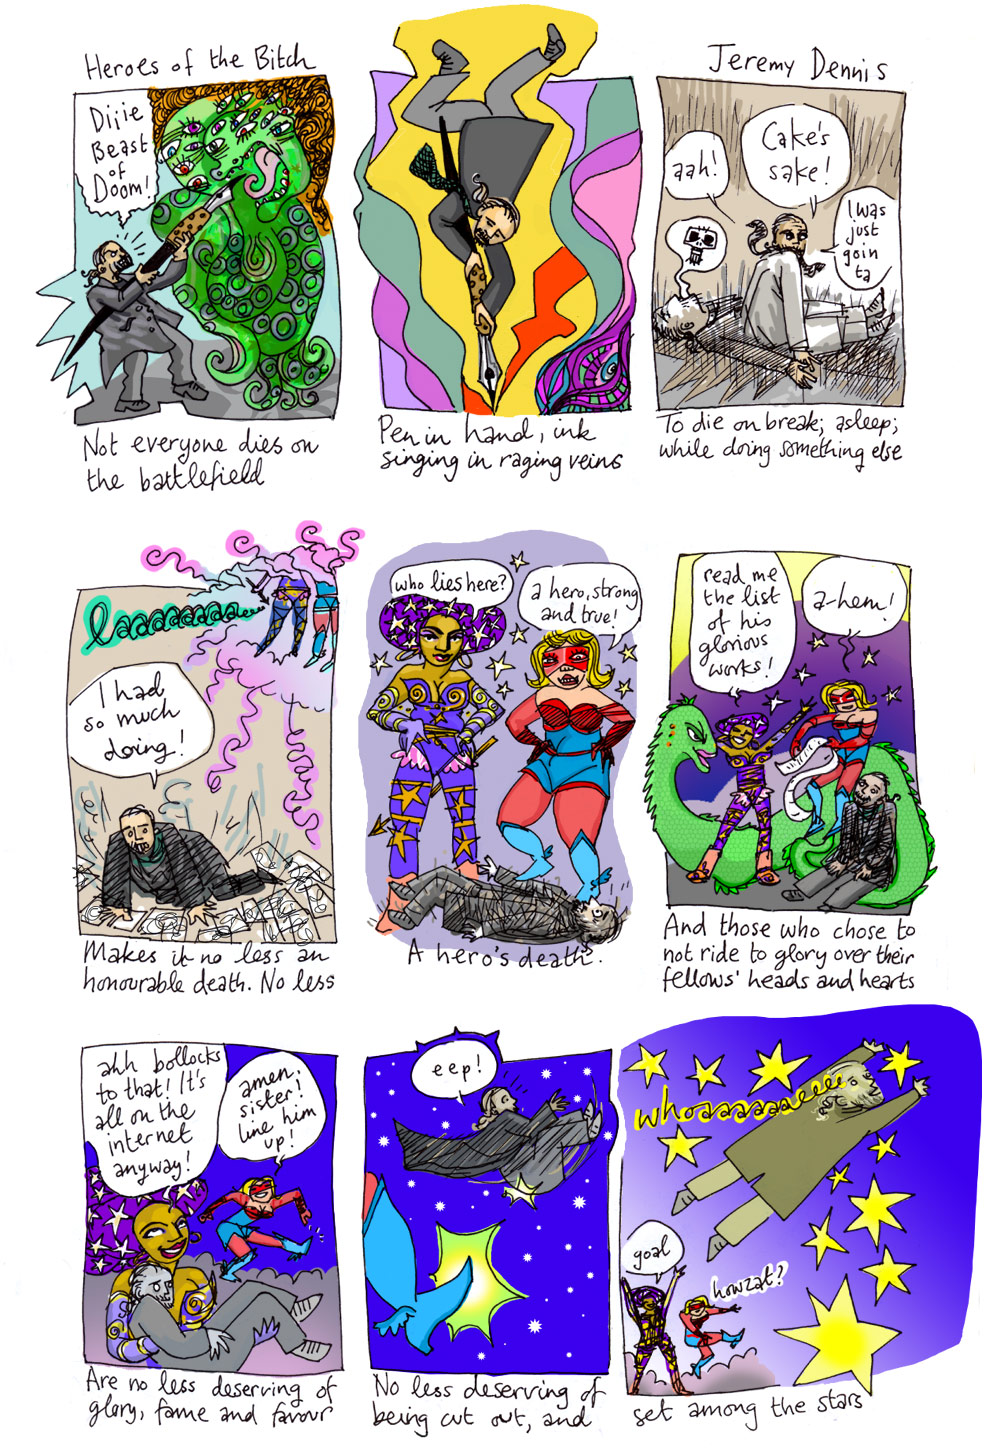 Heroes of the Bitch
Jeremy Dennis
Diiie
Beast
of
Doom!
Not everyone dies on
the battlefield
Pen in hand, ink
singing in raging veins
aah!
Cake's
sake!
I was
just
goin
ta
To die on break; asleep;
while doing something else
laaaaaaaa
I had
so much
doing!
Makes it no less an
honourable death. No less
who lies here?
a hero, strong
and true!
A hero's death.
read me
the list
of his
glorious
works!
a-hem!
And those who chose to
not ride to glory over their
fellows' heads and hearts
ahh bollocks
to that! It's
all on the
internet
anyway!
amen,
sister!
line him
up!
Are no less deserving of
glory, fame and favour
eep!
No less deserving of
being cut out, and
whoaaaaaaeeeee
goal
howzat?
set among the stars